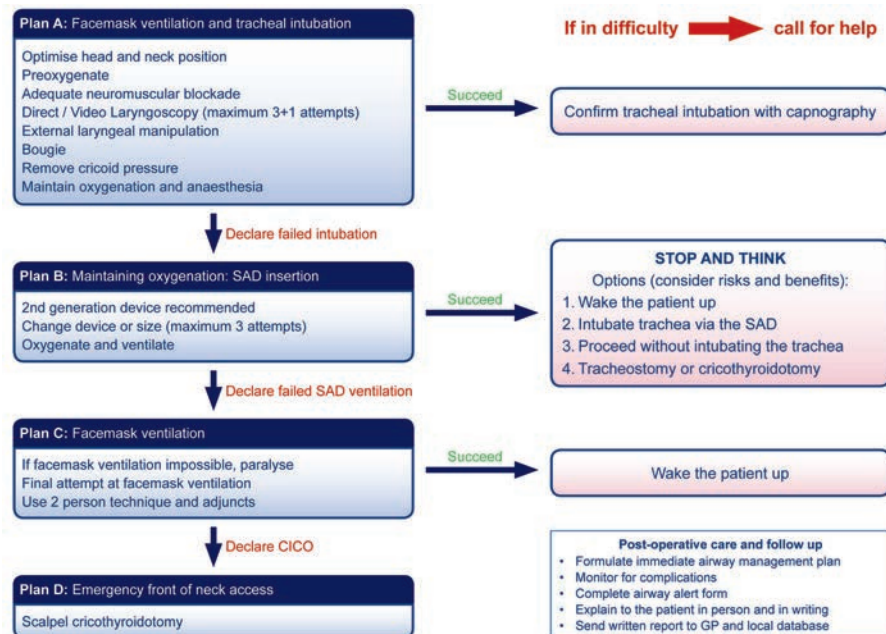 Plan A: Facemask ventilation and tracheal intubation
Optimise head and neck position
Preoxygenate
Adequate neuromuscular blockade
Direct / Video Laryngoscopy (maximum 3+1 attempts)
External laryngeal manipulation
Bougie
Remove cricoid pressure
Maintain oxygenation and anaesthesia
If in difficulty call for help
Succeed
Confirm tracheal intubation with capnography
Declare failed intubation
Plan B: Maintaining oxygenation: SAD insertion
2nd generation device recommended
Change device or size (maximum 3 attempts)
Oxygenate and ventilate
Succeed
STOP AND THINK
Options (consider risks and benefits):
1. Wake the patient up
2. Intubate trachea via the SAD
3. Proceed without intubating the trachea
4. Tracheostomy or cricothyroidotomy
Declare failed SAD ventilation
Plan C: Facemask ventilation
If facemask ventilation impossible, paralyse
Final attempt at facemask ventilation
Use 2 person technique and adjuncts
Succeed
Wake the patient up
Declare CICO
Plan D: Emergency front of neck access
Scalpel cricothyroidotomy
Post-operative care and follow up
• Formulate immediate airway management plan
• Monitor for complications
• Complete airway alert form
• Explain to the patient in person and in writing
• Send written report to GP and local database